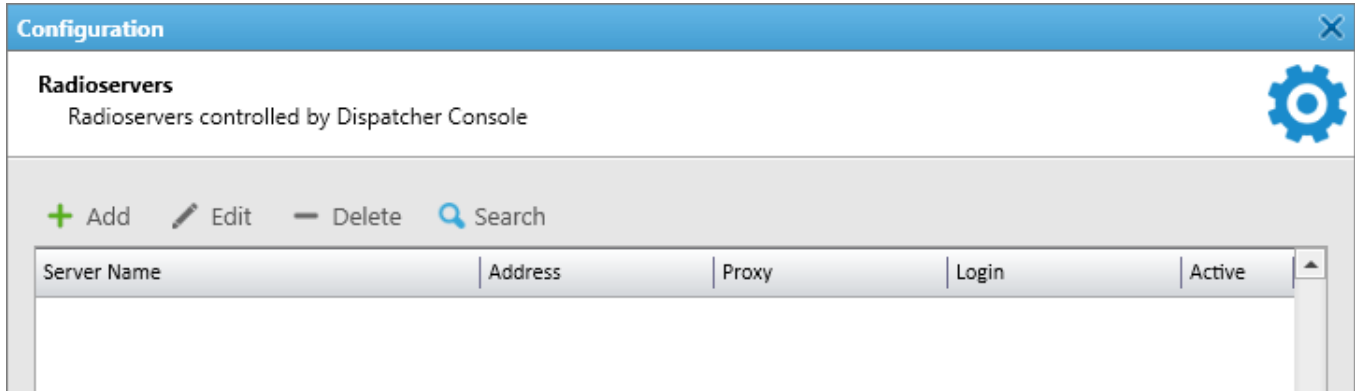 Configuration
Radioservers
Radioservers controlled by Dispatcher Console
Add Edit Delete Search
Server Name Address Proxy Login Active